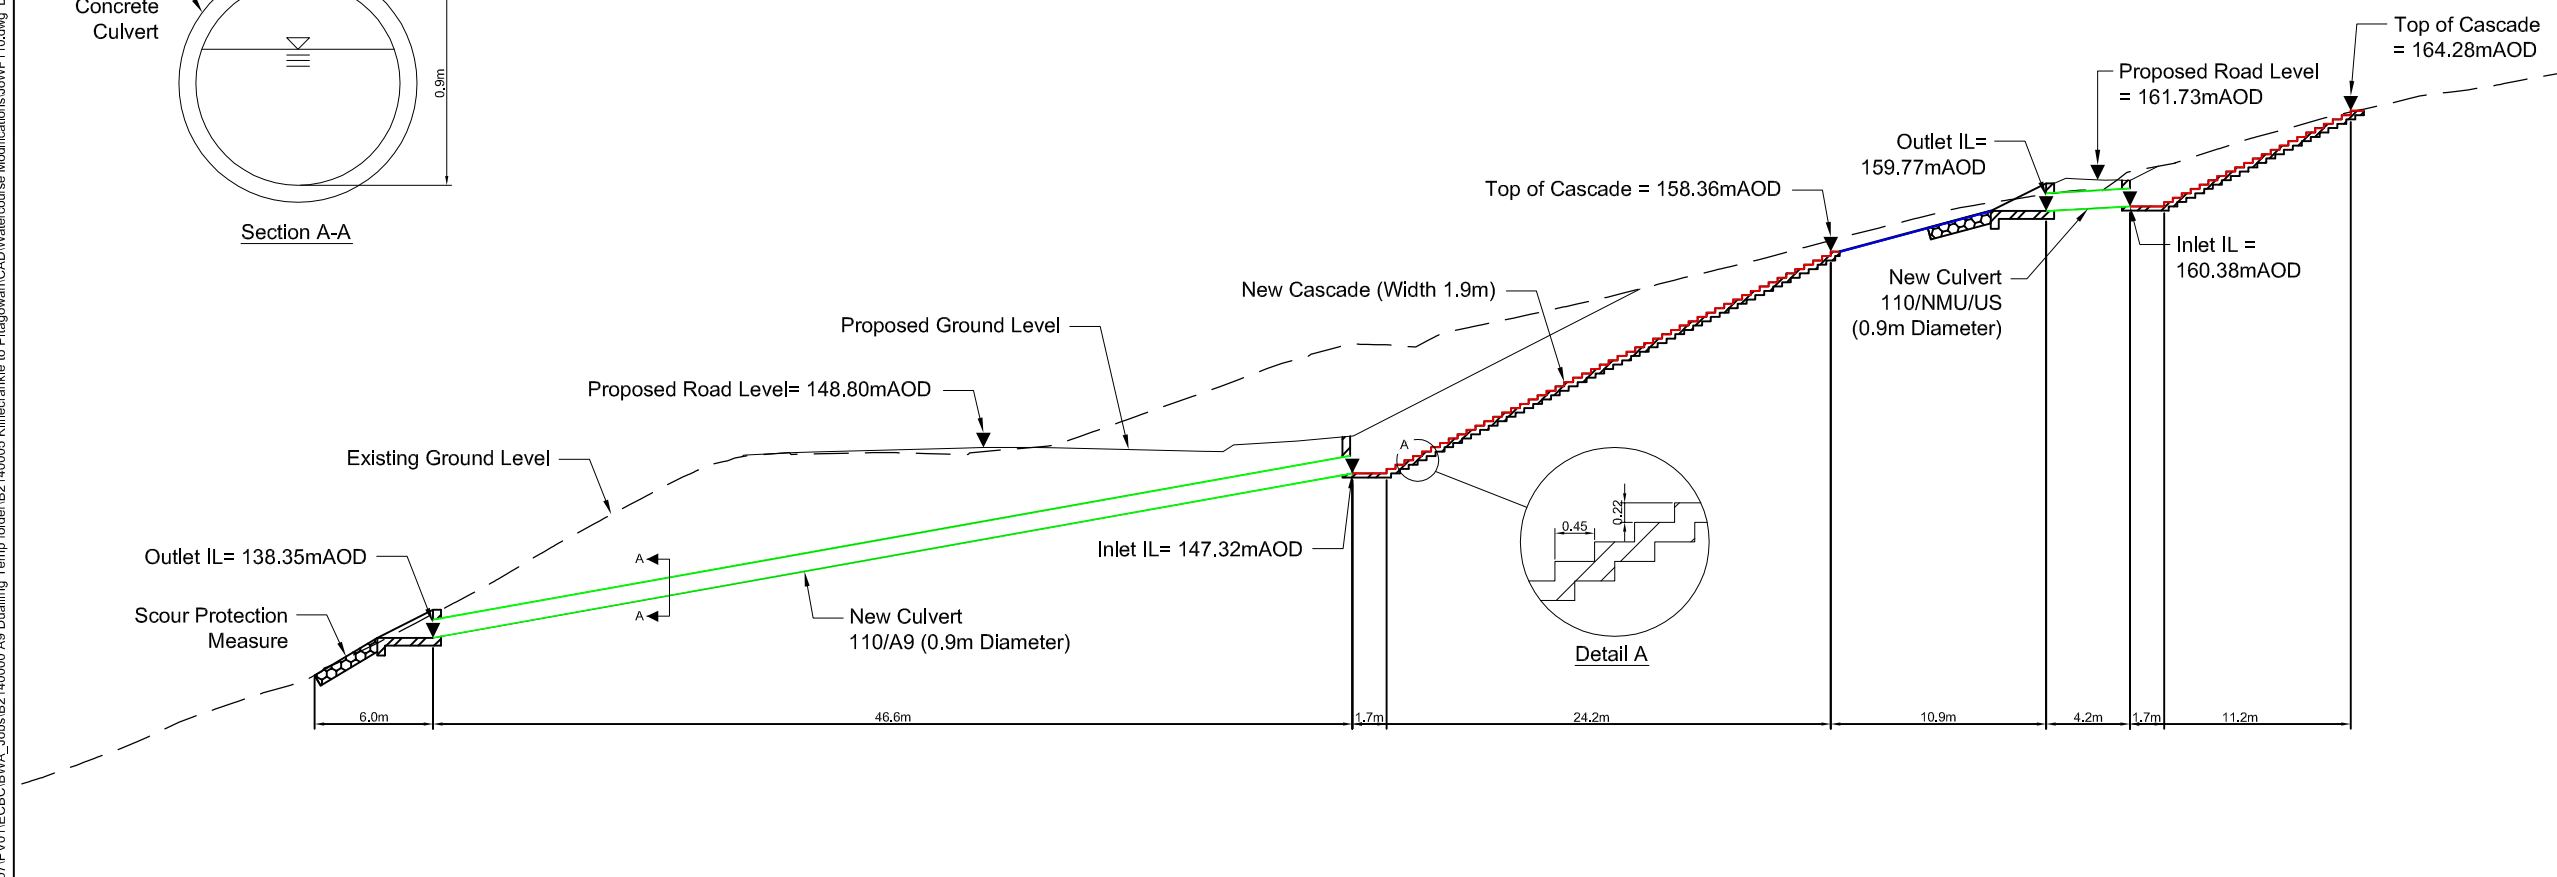 Concrete
Culvert
0.9m
Section A-A
Top of Cascade
= 164.28mAOD
Proposed Road Level
= 161.73mAOD
Outlet IL=
159.77mAOD
Top of Cascade = 158.36mAOD
Inlet IL =
160.38mAOD
New Culvert
110/NMU/US
(0.9m Diameter)
New Cascade (Width 1.9m)
Proposed Ground Level
Proposed Road Level= 148.80mAOD
Existing Ground Level
A
0.22
0.45
Detail A
Inlet IL= 147.32mAOD
Outlet IL= 138.35mAOD
A
A
Scour Protection
Measure
New Culvert
110/A9 (0.9m Diameter)
6.0m
46.6m
1.7m
24.2m
10.9m
4.2m
1.7m
11.2m